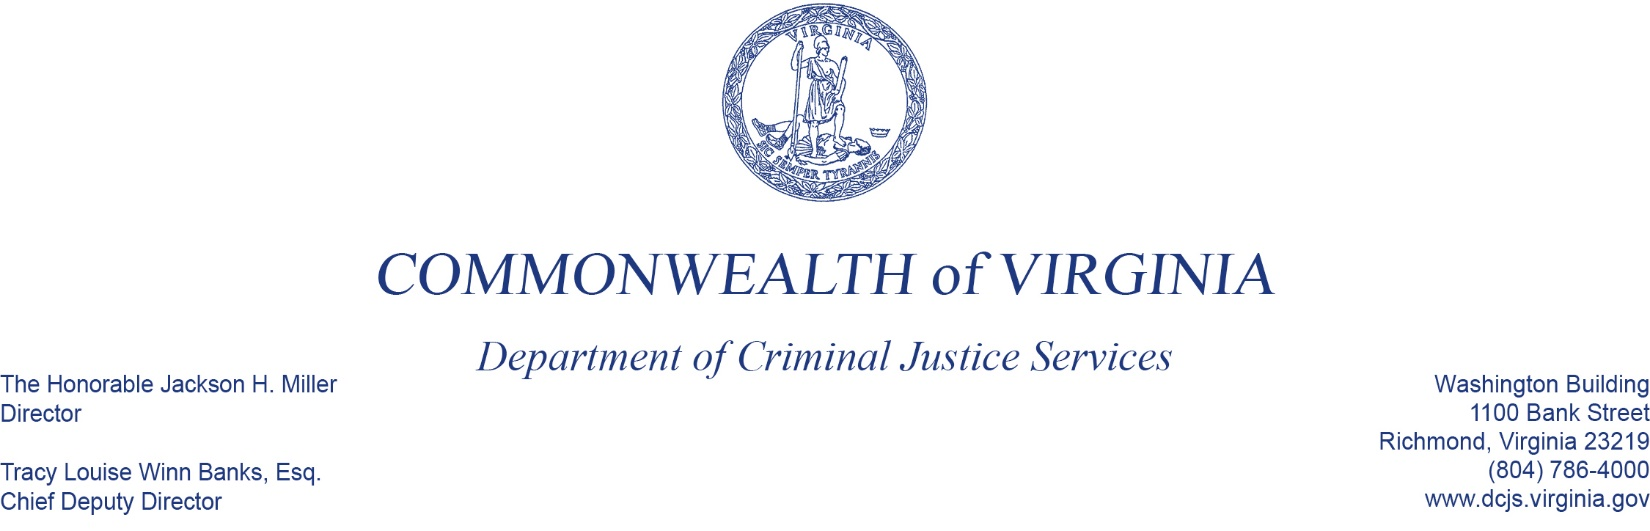 VIRGINIA
SIC SEMPER TYRANNIS
COMMONWEALTH of VIRGINIA
Department of Criminal Justice Services
The Honorable Jackson H. Miller
Director
Tracy Louise Winn Banks, Esq.
Chief Deputy Director
Washington Building
1100 Bank Street
Richmond, Virginia 23219
(804) 786-4000
www.dcjs.virginia.gov